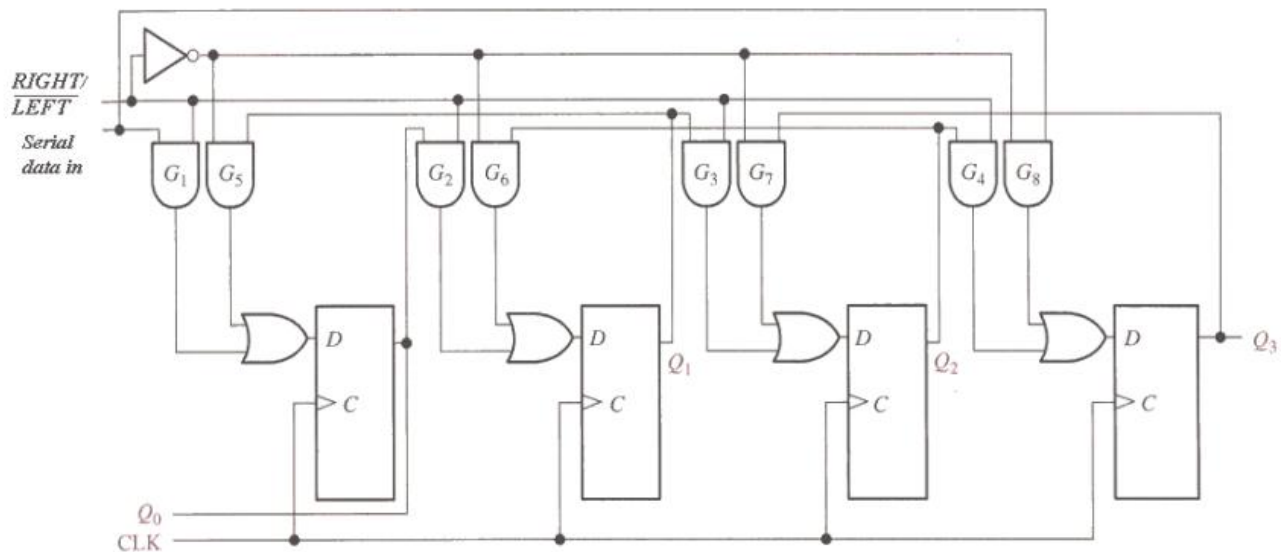 RIGHT/
LEFT
Serial
data in
G1 G5 G2 G6 G3 G7 G4 G8
D D D D
Q1 Q2 Q3
C C C C
Q0
CLK